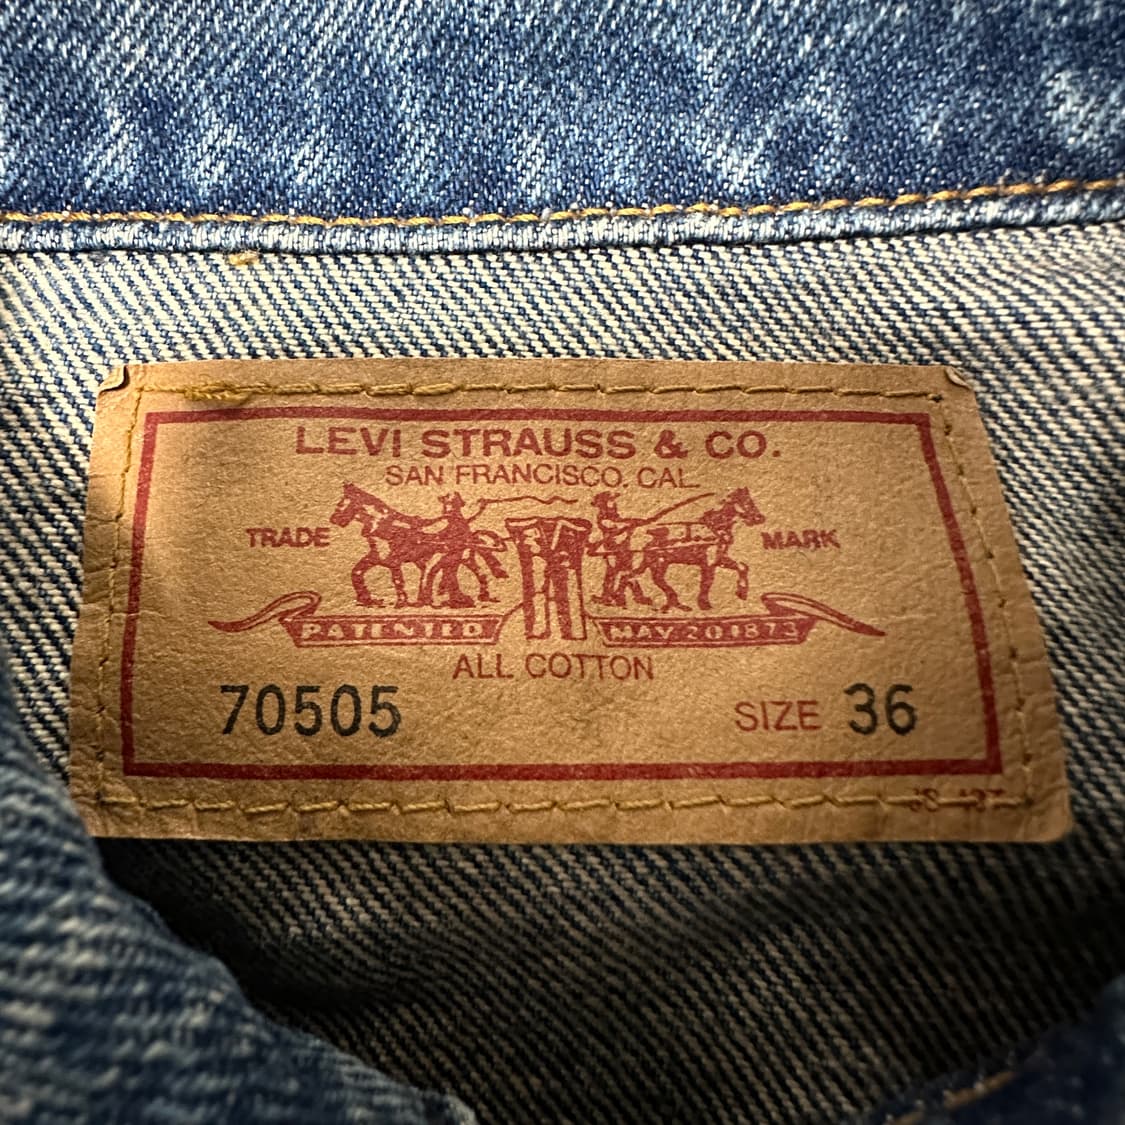 LEVI STRAUSS & CO.
SAN FRANCISCO, CAL.
TRADE MARK
PATENTED MAY 20 1873
ALL COTTON
70505 SIZE 36